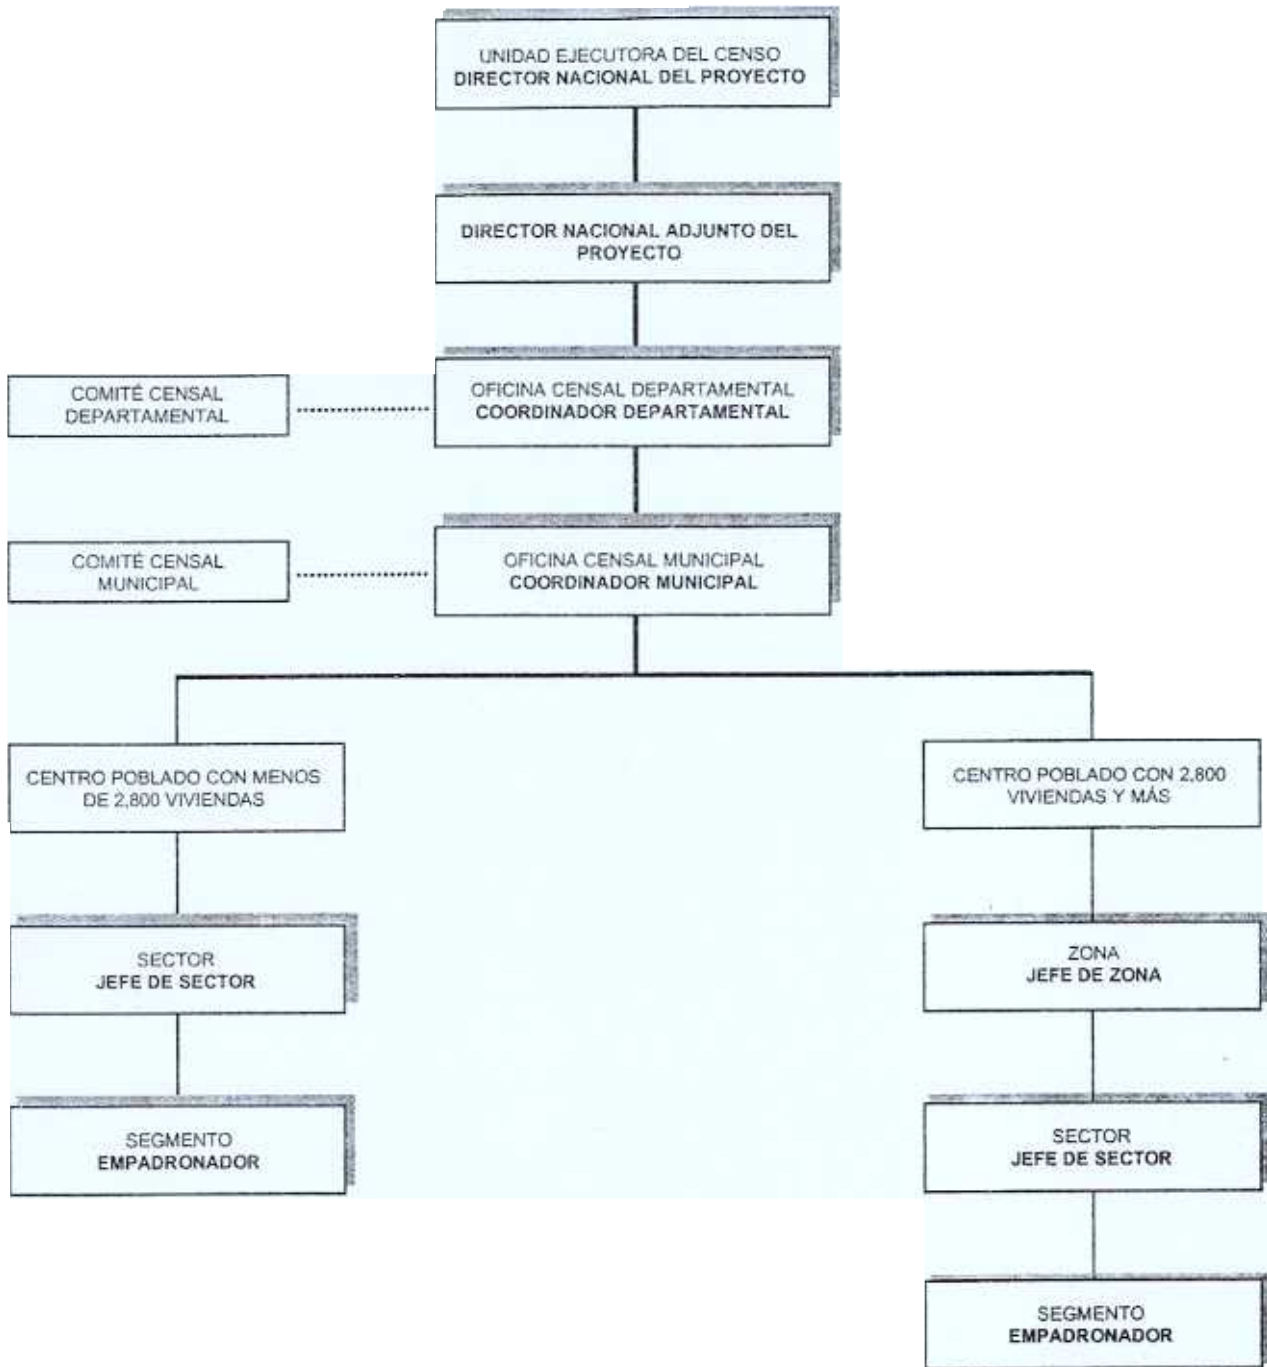 UNIDAD EJECUTORA DEL CENSO
DIRECTOR NACIONAL DEL PROYECTO
DIRECTOR NACIONAL ADJUNTO DEL
PROYECTO
COMITÉ CENSAL
DEPARTAMENTAL
OFICINA CENSAL DEPARTAMENTAL
COORDINADOR DEPARTAMENTAL
COMITÉ CENSAL
MUNICIPAL
OFICINA CENSAL MUNICIPAL
COORDINADOR MUNICIPAL
CENTRO POBLADO CON MENOS
DE 2,800 VIVIENDAS
CENTRO POBLADO CON 2,800
VIVIENDAS Y MÁS
SECTOR
JEFE DE SECTOR
ZONA
JEFE DE ZONA
SEGMENTO
EMPADRONADOR
SECTOR
JEFE DE SECTOR
SEGMENTO
EMPADRONADOR